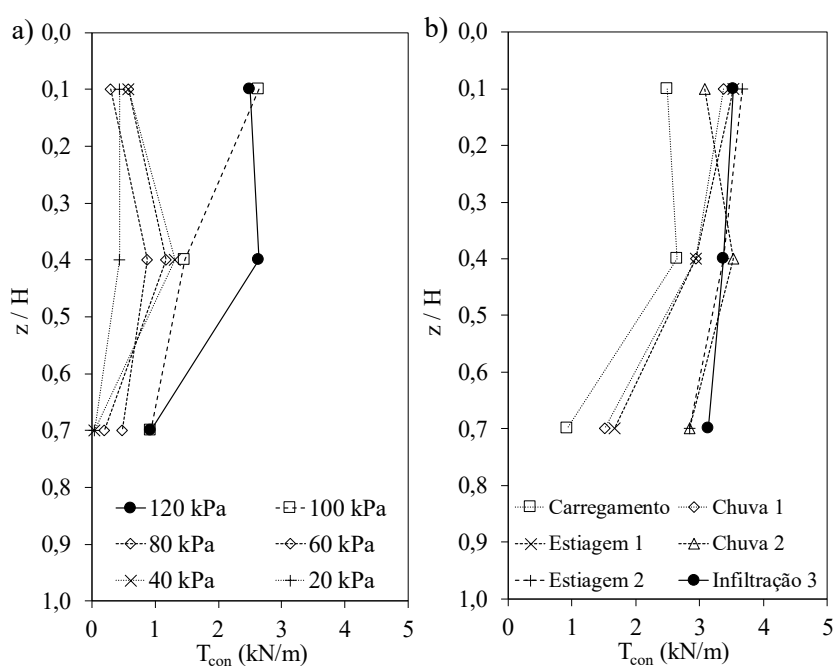 a)
z / H
0,0
0,1
0,2
0,3
0,4
0,5
0,6
0,7
0,8
0,9
1,0
120 kPa
100 kPa
80 kPa
60 kPa
40 kPa
20 kPa
0 1 2 3 4 5
T_con (kN/m)
b)
z / H
0,0
0,1
0,2
0,3
0,4
0,5
0,6
0,7
0,8
0,9
1,0
Carregamento
Chuva 1
Estiagem 1
Chuva 2
Estiagem 2
Infiltração 3
0 1 2 3 4 5
T_con (kN/m)